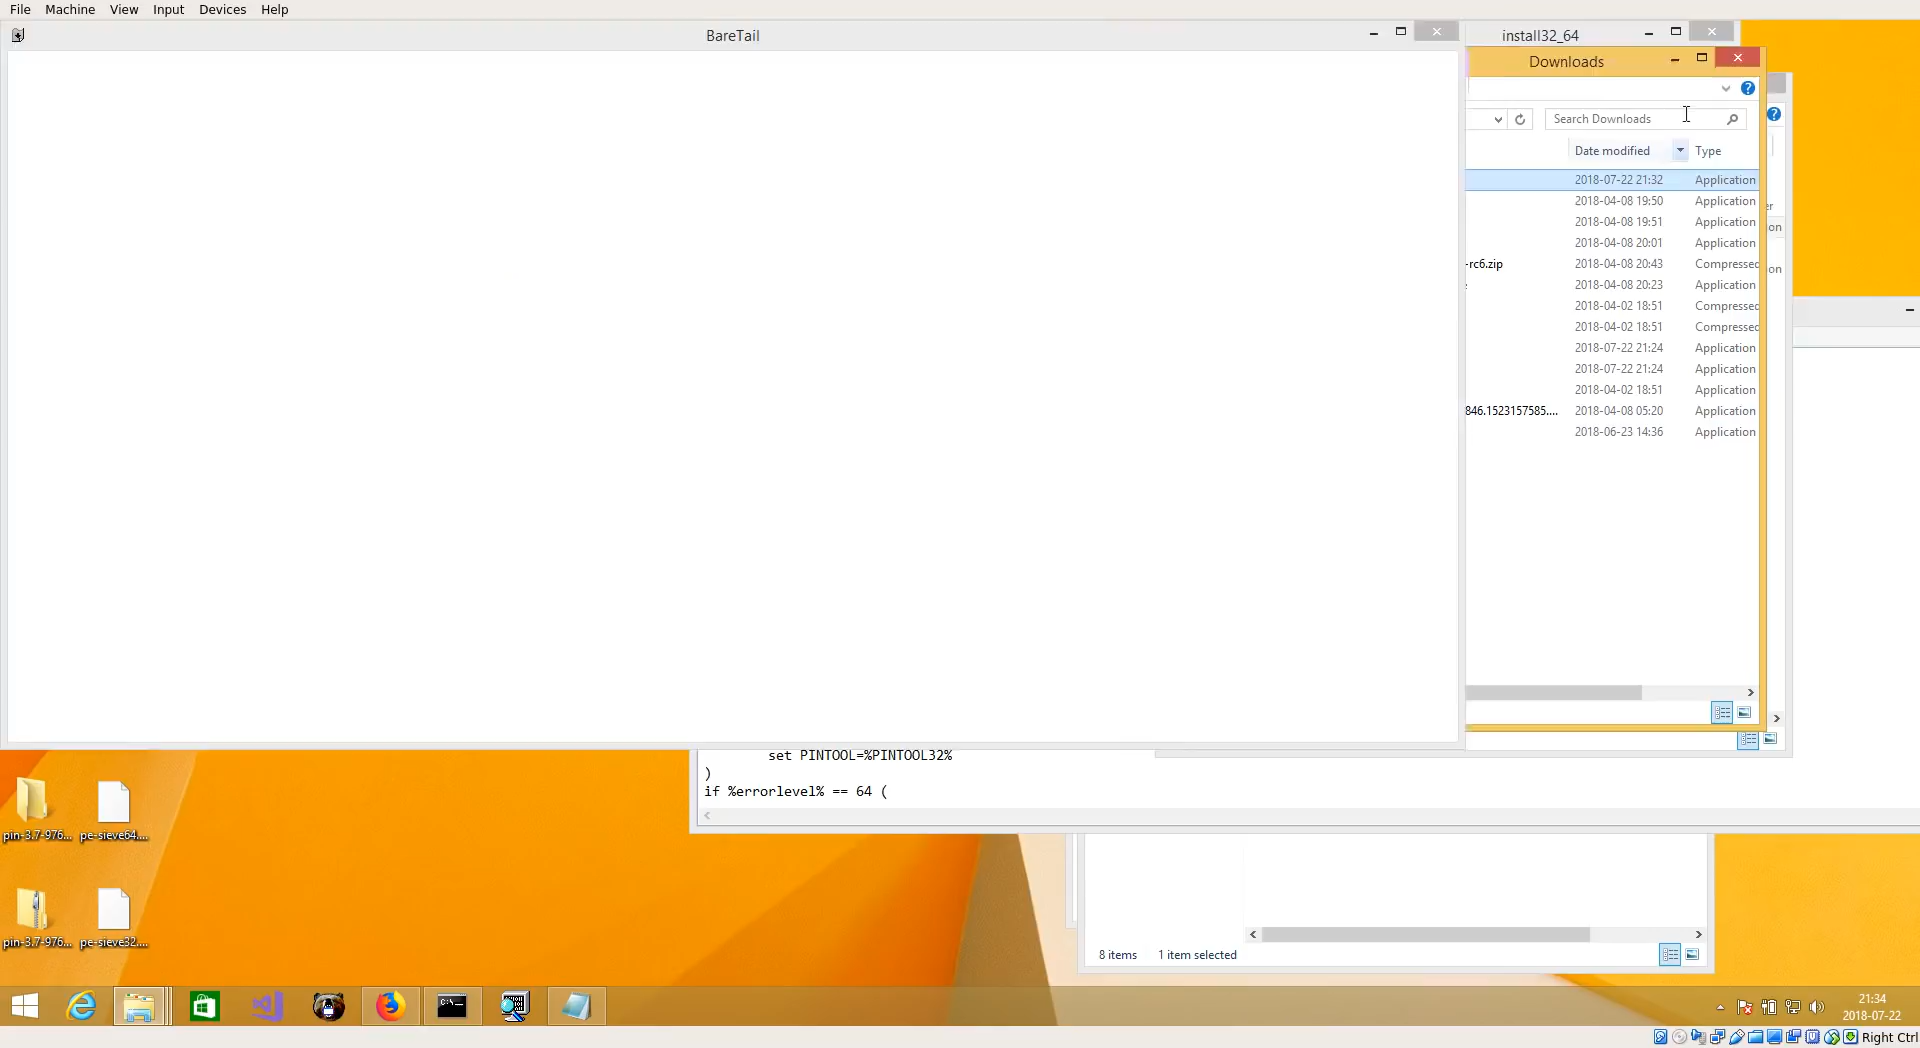 File Machine View Input Devices Help
BareTail
install32_64
Downloads
Search Downloads
Date modified Type
2018-07-22 21:32 Application
2018-04-08 19:50 Application
2018-04-08 19:51 Application
2018-04-08 20:01 Application
-rc6.zip 2018-04-08 20:43 Compressed
2018-04-08 20:23 Application
2018-04-02 18:51 Compressed
2018-04-02 18:51 Compressed
2018-07-22 21:24 Application
2018-07-22 21:24 Application
2018-04-02 18:51 Application
846.1523157585.... 2018-04-08 05:20 Application
2018-06-23 14:36 Application
er
ion
ion
set PINTOOL=%PINTOOL32%
)
if %errorlevel% == 64 (
pin-3.7-976... pe-sieve64....
pin-3.7-976... pe-sieve32....
8 items 1 item selected
C:\_
21:34
2018-07-22
Right Ctrl